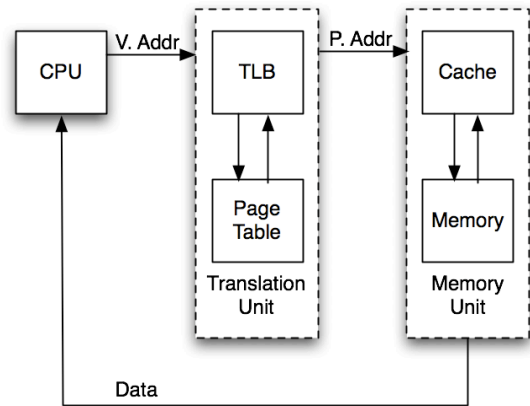 V. Addr
P. Addr
CPU
TLB
Cache
Page
Table
Memory
Translation
Unit
Memory
Unit
Data